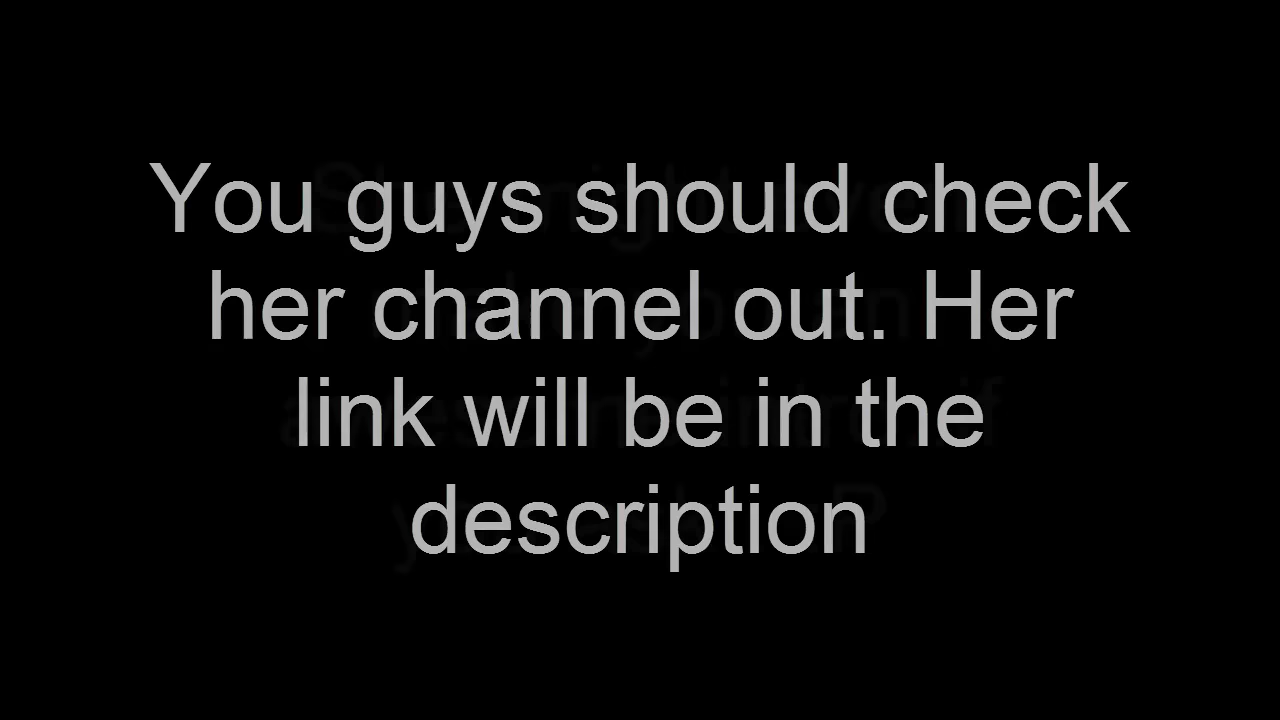 You guys should check
her channel out. Her
link will be in the
description